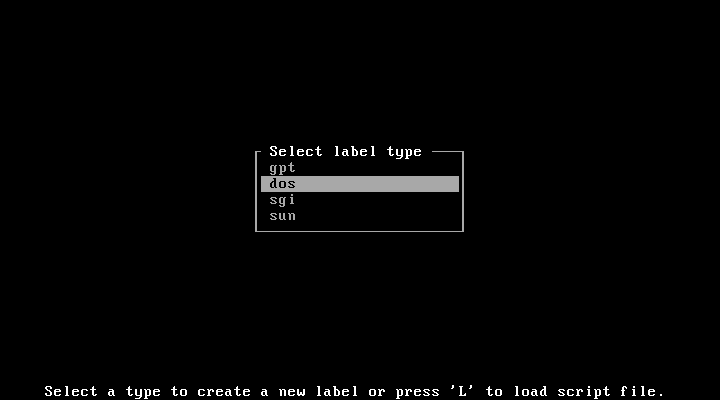 Select label type
gpt
dos
sgi
sun
Select a type to create a new label or press 'L' to load script file.